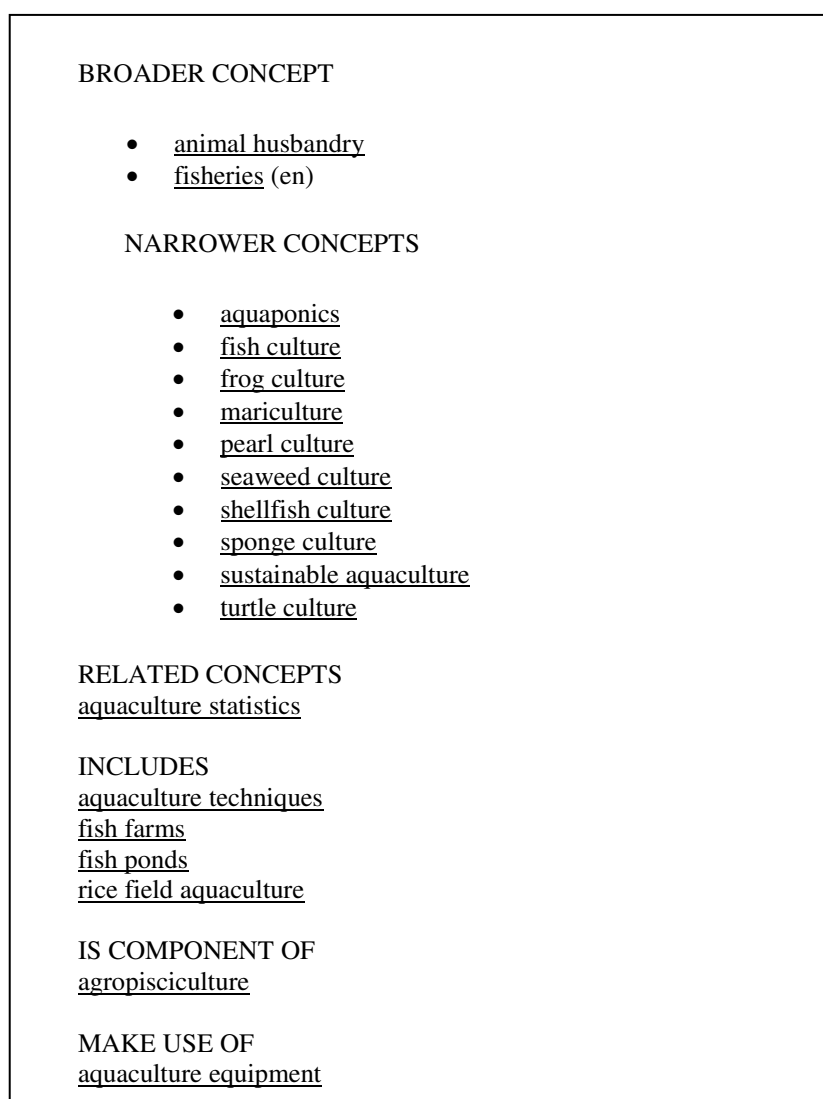 BROADER CONCEPT
• animal husbandry
• fisheries (en)
NARROWER CONCEPTS
• aquaponics
• fish culture
• frog culture
• mariculture
• pearl culture
• seaweed culture
• shellfish culture
• sponge culture
• sustainable aquaculture
• turtle culture
RELATED CONCEPTS
aquaculture statistics
INCLUDES
aquaculture techniques
fish farms
fish ponds
rice field aquaculture
IS COMPONENT OF
agropisciculture
MAKE USE OF
aquaculture equipment